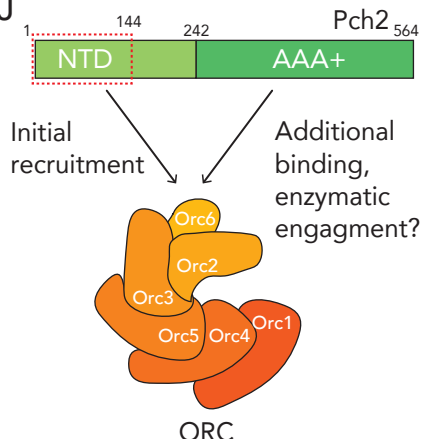 J
Pch2
1 144 242 564
NTD AAA+
Initial
recruitment
Additional
binding,
enzymatic
engagment?
Orc6
Orc2
Orc3
Orc1
Orc5 Orc4
ORC